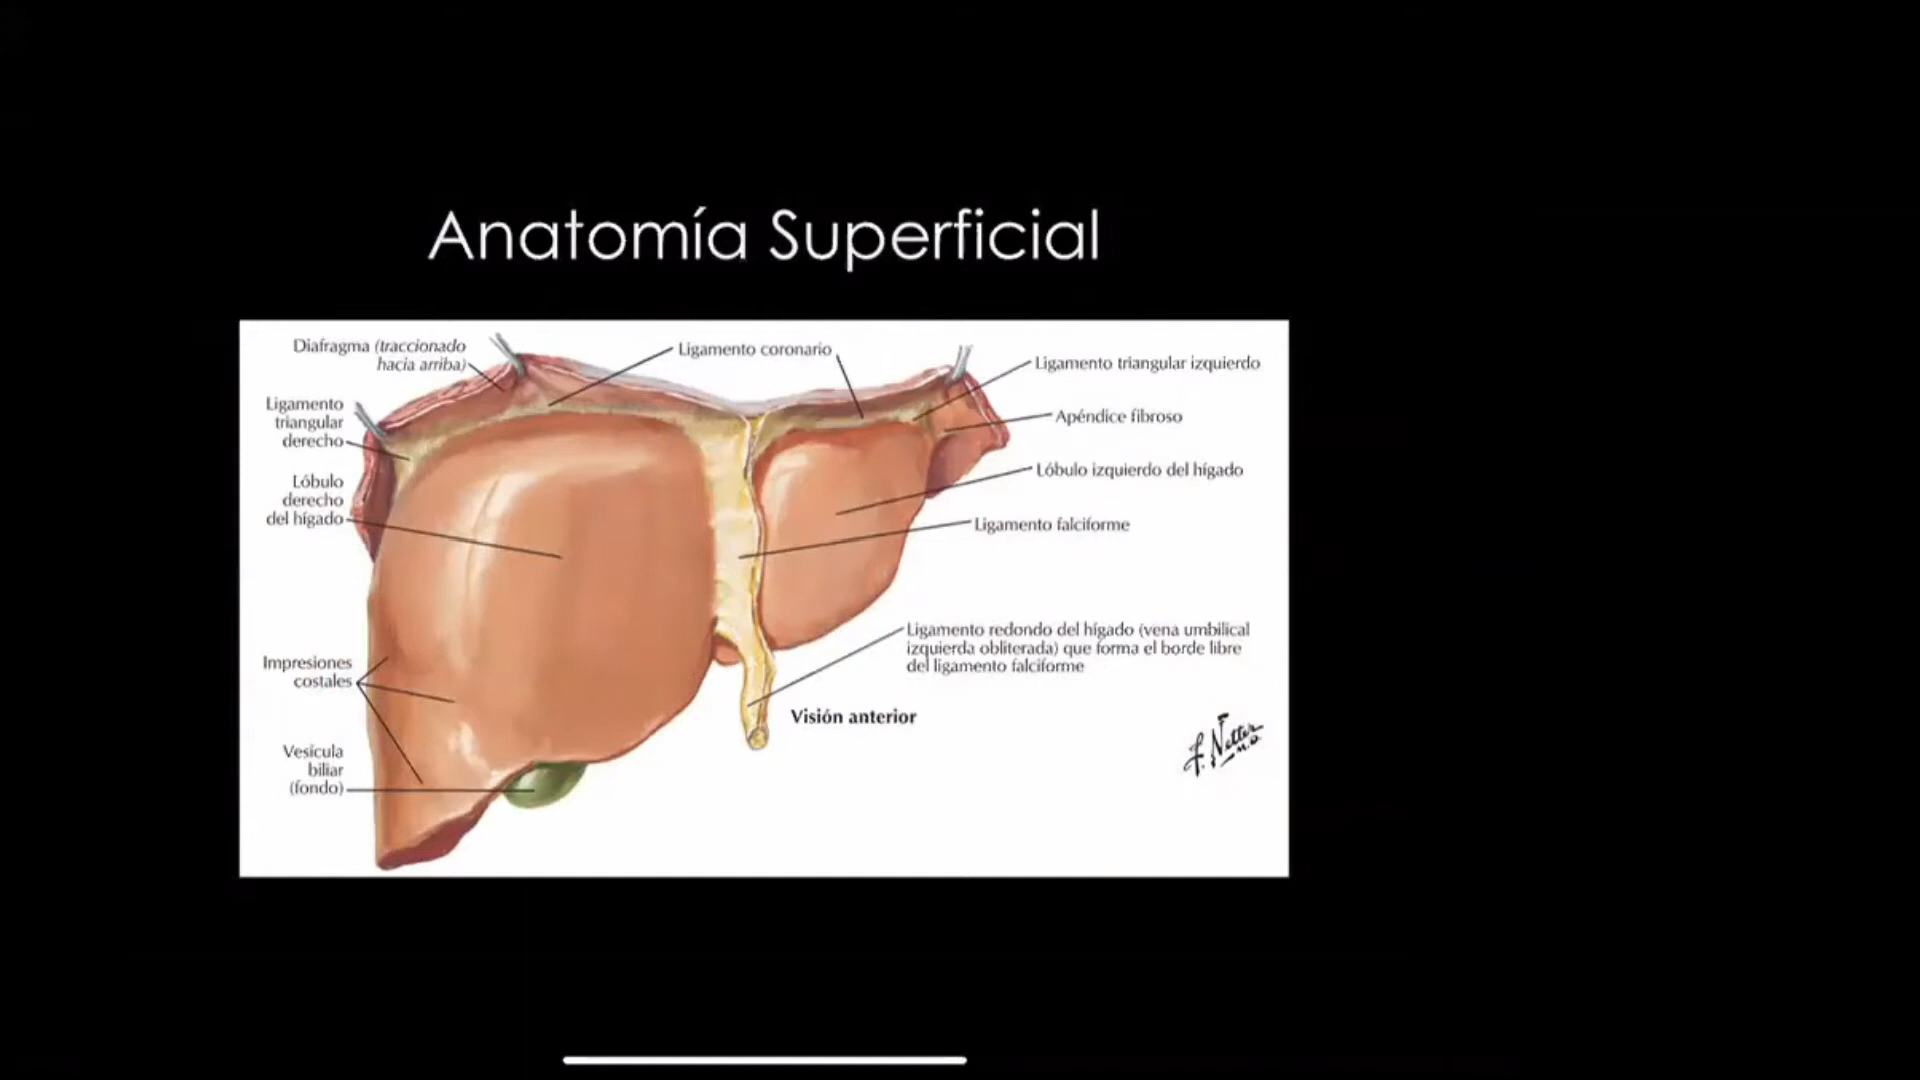 Anatomía Superficial
Diafragma (traccionado
hacia arriba)
Ligamento coronario
Ligamento triangular izquierdo
Ligamento
triangular
derecho
Apéndice fibroso
Lóbulo izquierdo del hígado
Lóbulo
derecho
del hígado
Ligamento falciforme
Ligamento redondo del hígado (vena umbilical
izquierda obliterada) que forma el borde libre
del ligamento falciforme
Impresiones
costales
Visión anterior
Vesícula
biliar
(fondo)
F. Netter
M.D.